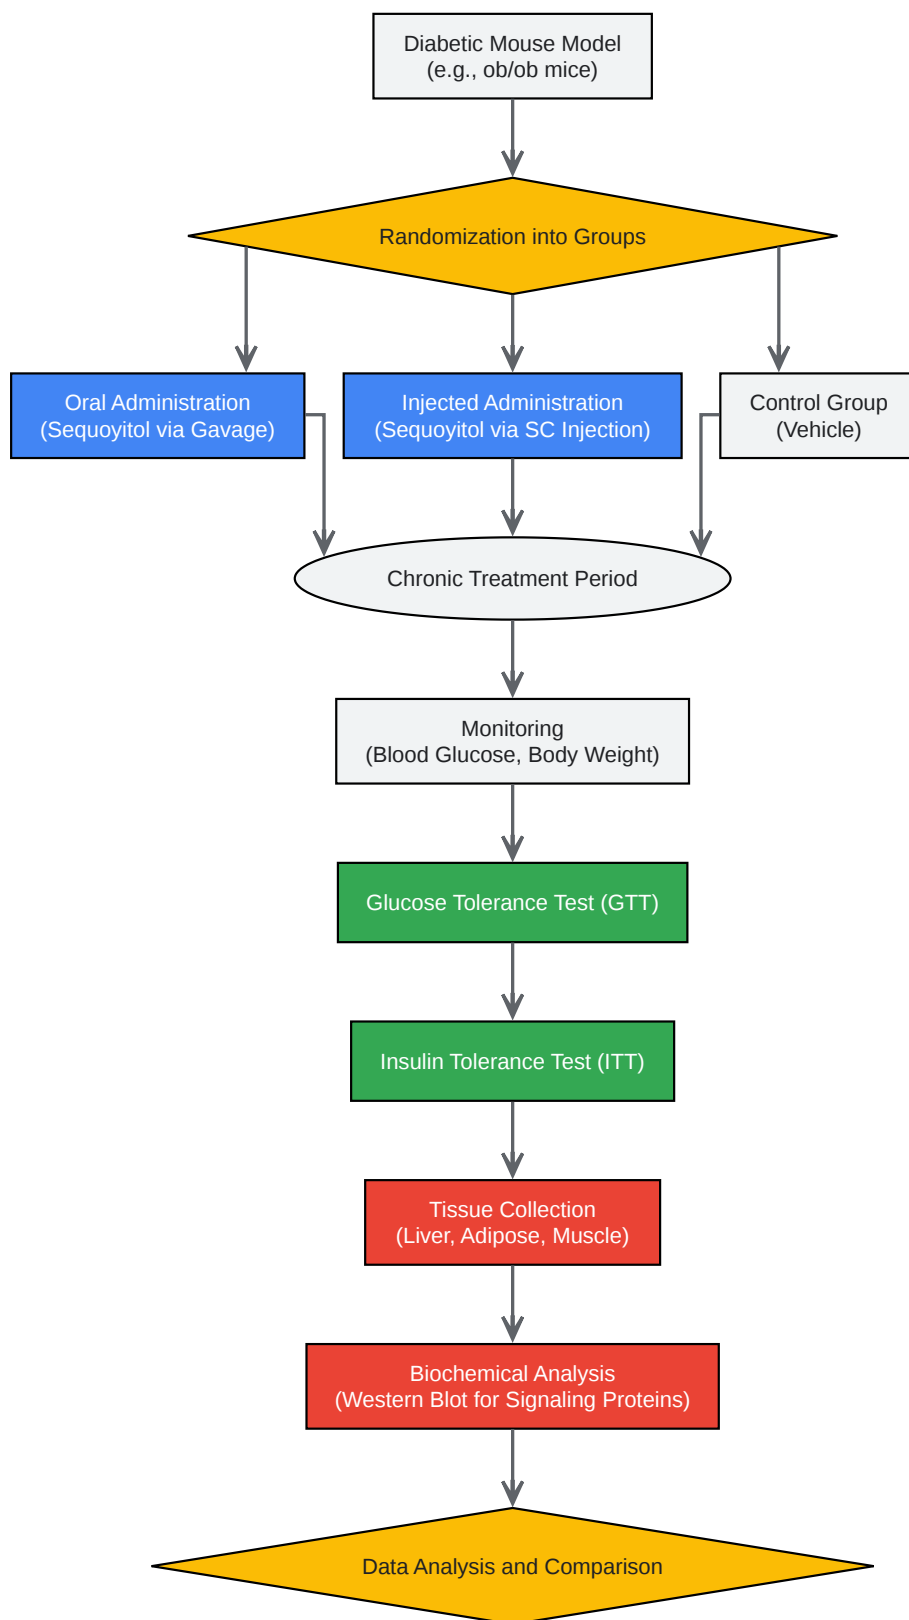 Diabetic Mouse Model
(e.g., ob/ob mice)
Randomization into Groups
Oral Administration
(Sequoyitol via Gavage)
Injected Administration
(Sequoyitol via SC Injection)
Control Group
(Vehicle)
Chronic Treatment Period
Monitoring
(Blood Glucose, Body Weight)
Glucose Tolerance Test (GTT)
Insulin Tolerance Test (ITT)
Tissue Collection
(Liver, Adipose, Muscle)
Biochemical Analysis
(Western Blot for Signaling Proteins)
Data Analysis and Comparison